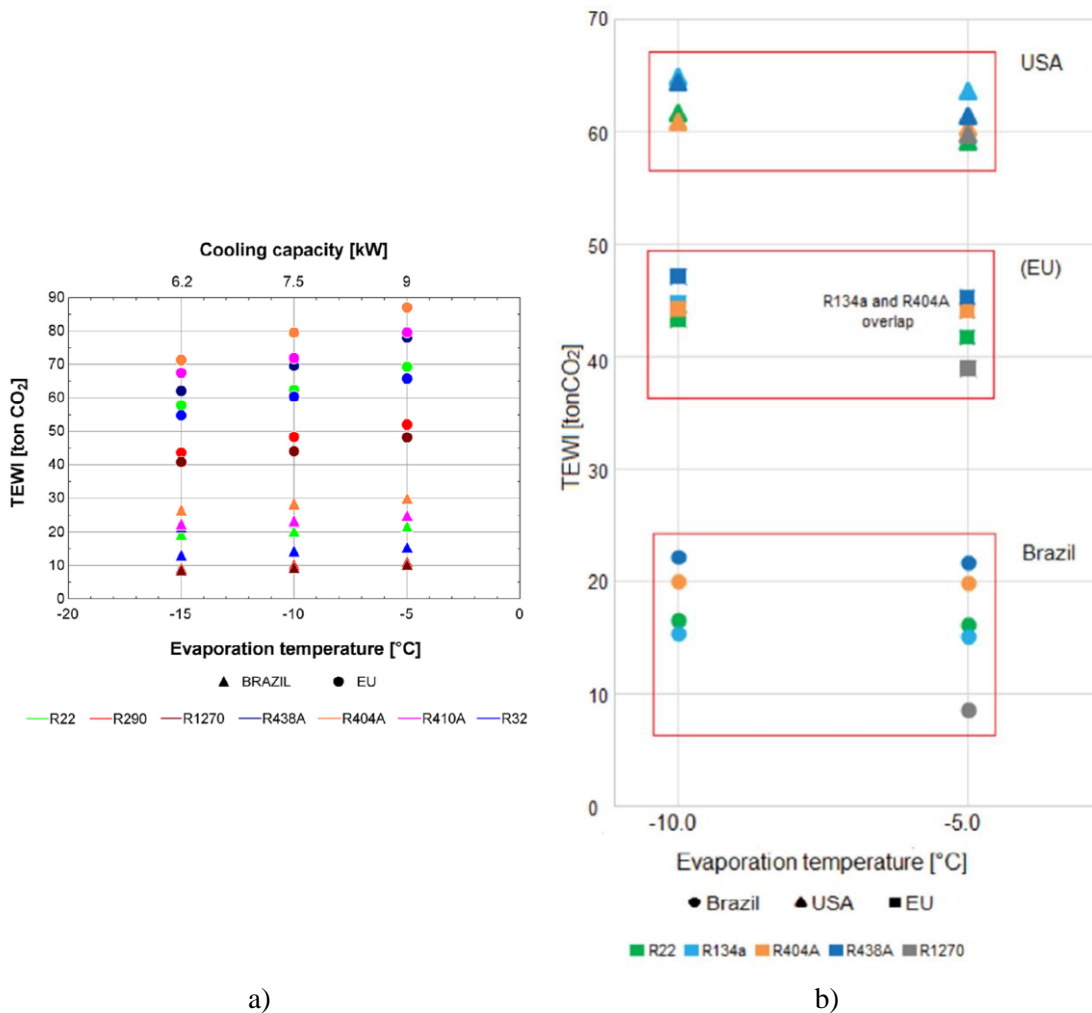 Cooling capacity [kW]
6.2 7.5 9
90
80
70
60
50
40
30
20
10
0
-20 -15 -10 -5 0
TEWI [ton CO2]
Evaporation temperature [°C]
BRAZIL EU
R22 R290 R1270 R438A R404A R410A R32
a)
70
60
50
40
30
20
10
0
USA
(EU)
R134a and R404A
overlap
Brazil
TEWI [tonCO2]
-10.0 -5.0
Evaporation temperature [°C]
Brazil USA EU
R22 R134a R404A R438A R1270
b)